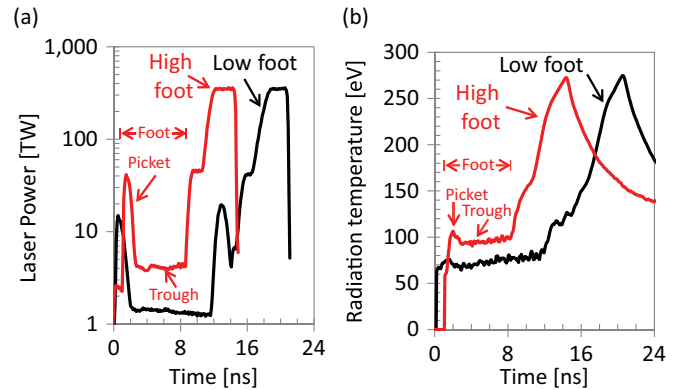 (a)
1,000
100
10
1
Laser Power [TW]
High
foot
Low foot
Foot
Picket
Trough
0
8
16
24
Time [ns]
(b)
300
250
200
150
100
50
0
Radiation temperature [eV]
Low foot
High
foot
Foot
Picket
Trough
0
8
16
24
Time [ns]